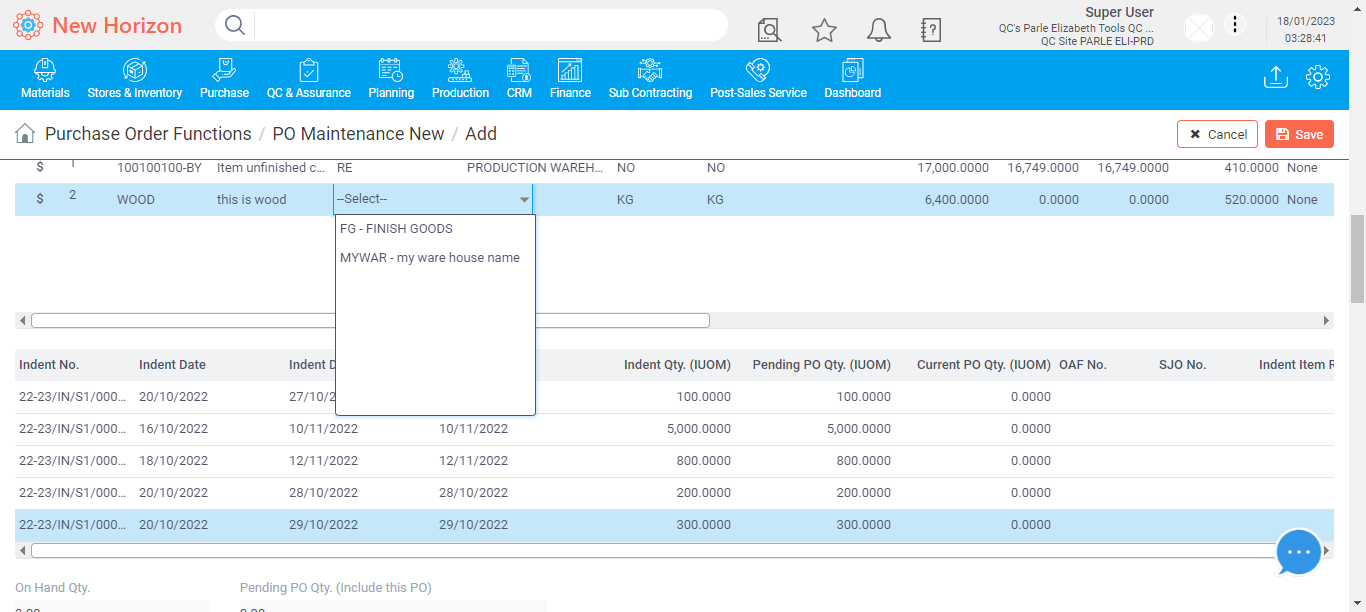 New Horizon
Super User
QC's Parle Elizabeth Tools QC ...
QC Site PARLE ELI-PRD
18/01/2023
03:28:41
Materials Stores & Inventory Purchase QC & Assurance Planning Production CRM Finance Sub Contracting Post-Sales Service Dashboard
Purchase Order Functions / PO Maintenance New / Add
Cancel Save
$ 1 100100100-BY Item unfinished c... RE PRODUCTION WAREH... NO NO 17,000.0000 16,749.0000 16,749.0000 410.0000 None
$ 2 WOOD this is wood --Select-- KG KG 6,400.0000 0.0000 0.0000 520.0000 None
FG - FINISH GOODS
MYWAR - my ware house name
Indent No. Indent Date Indent D Indent Qty. (IUOM) Pending PO Qty. (IUOM) Current PO Qty. (IUOM) OAF No. SJO No. Indent Item R
22-23/IN/S1/000... 20/10/2022 27/10/2 100.0000 100.0000 0.0000
22-23/IN/S1/000... 16/10/2022 10/11/2022 10/11/2022 5,000.0000 5,000.0000 0.0000
22-23/IN/S1/000... 18/10/2022 12/11/2022 12/11/2022 800.0000 800.0000 0.0000
22-23/IN/S1/000... 20/10/2022 28/10/2022 28/10/2022 200.0000 200.0000 0.0000
22-23/IN/S1/000... 20/10/2022 29/10/2022 29/10/2022 300.0000 300.0000 0.0000
On Hand Qty. Pending PO Qty. (Include this PO)